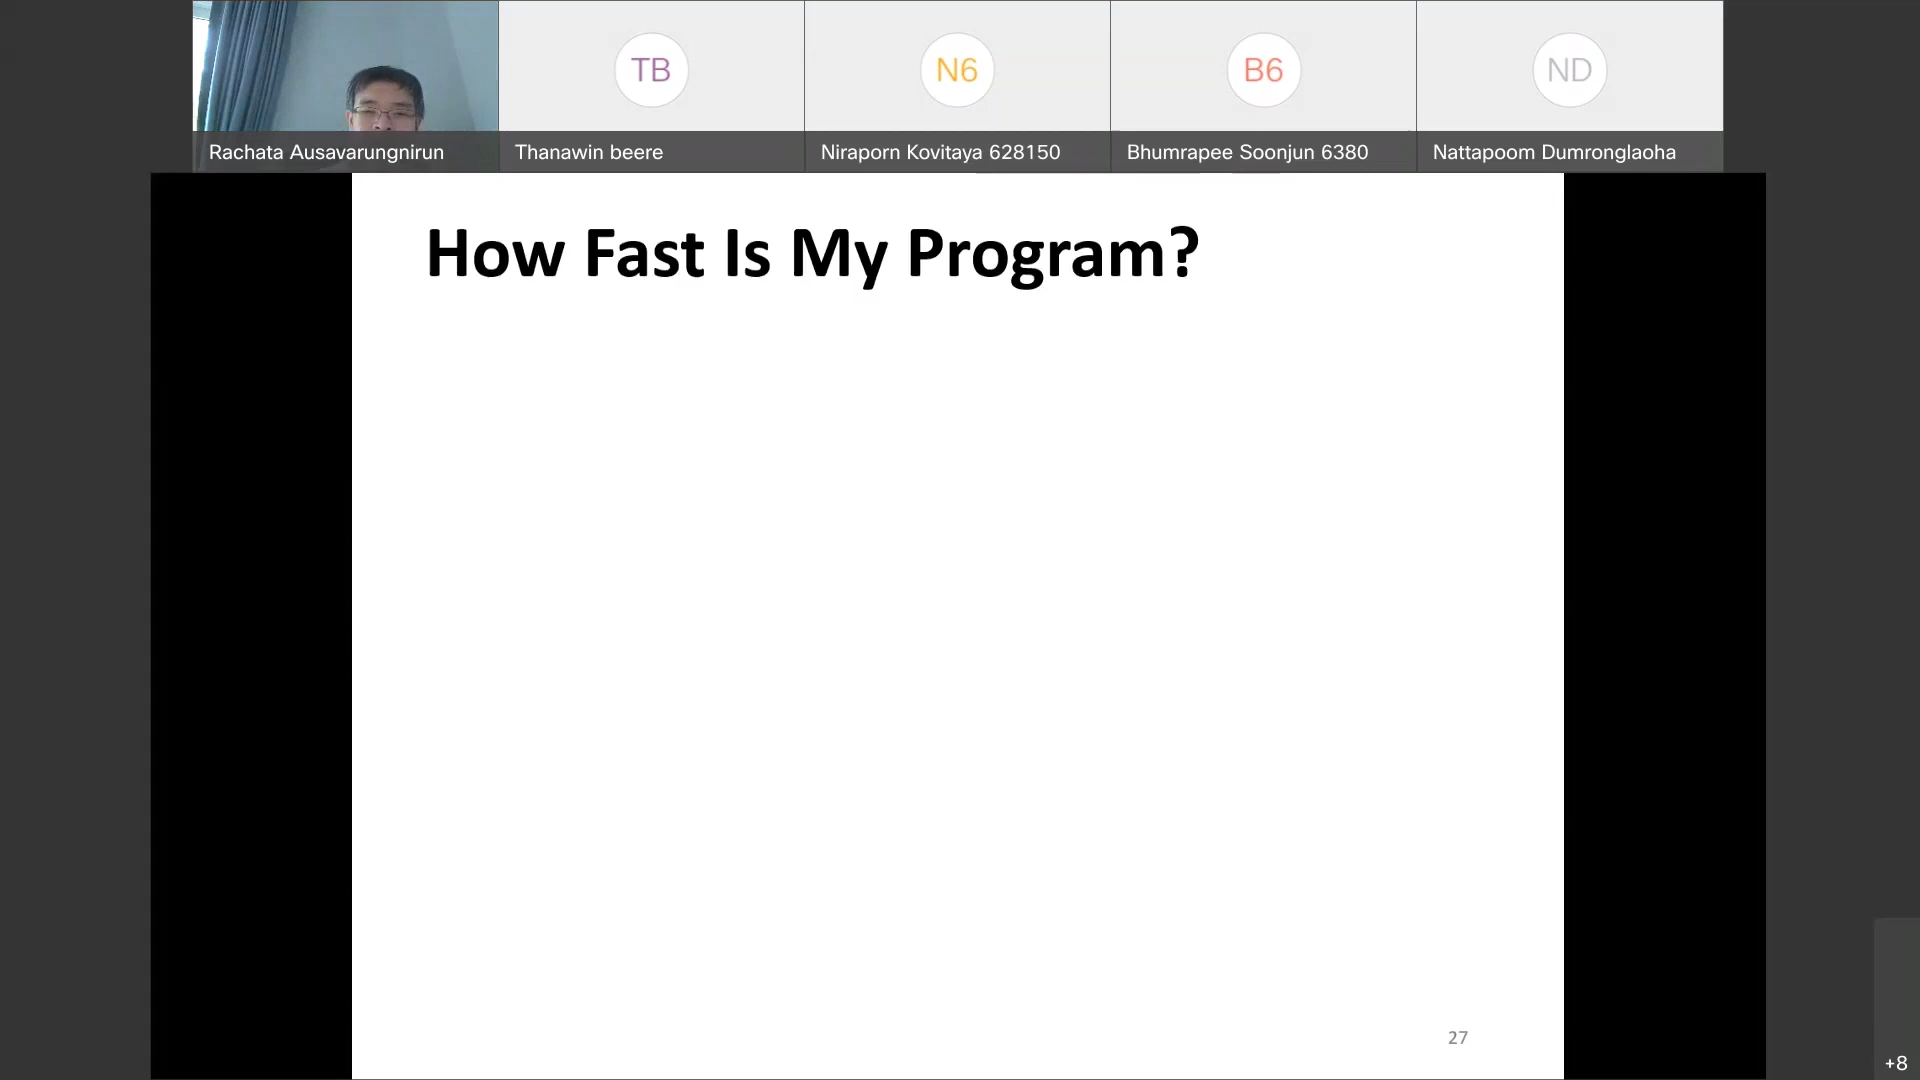 TB
N6
B6
ND
Rachata Ausavarungnirun
Thanawin beere
Niraporn Kovitaya 628150
Bhumrapee Soonjun 6380
Nattapoom Dumronglaoha
How Fast Is My Program?
27
+8